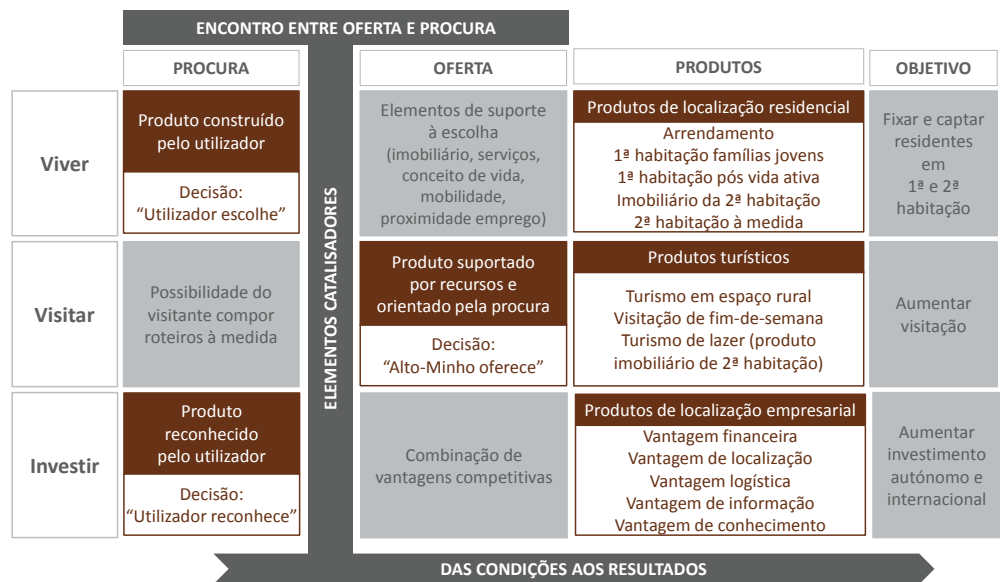 ENCONTRO ENTRE OFERTA E PROCURA
PROCURA
OFERTA
PRODUTOS
OBJETIVO
ELEMENTOS CATALISADORES
Viver
Produto construído
pelo utilizador
Decisão:
“Utilizador escolhe”
Elementos de suporte
à escolha
(imobiliário, serviços,
conceito de vida,
mobilidade,
proximidade emprego)
Produtos de localização residencial
Arrendamento
1ª habitação famílias jovens
1ª habitação pós vida ativa
Imobiliário da 2ª habitação
2ª habitação à medida
Fixar e captar
residentes
em
1ª e 2ª
habitação
Visitar
Possibilidade do
visitante compor
roteiros à medida
Produto suportado
por recursos e
orientado pela procura
Decisão:
“Alto-Minho oferece”
Produtos turísticos
Turismo em espaço rural
Visitação de fim-de-semana
Turismo de lazer (produto
imobiliário de 2ª habitação)
Aumentar
visitação
Investir
Produto
reconhecido
pelo utilizador
Decisão:
“Utilizador reconhece”
Combinação de
vantagens competitivas
Produtos de localização empresarial
Vantagem financeira
Vantagem de localização
Vantagem logística
Vantagem de informação
Vantagem de conhecimento
Aumentar
investimento
autónomo e
internacional
DAS CONDIÇÕES AOS RESULTADOS